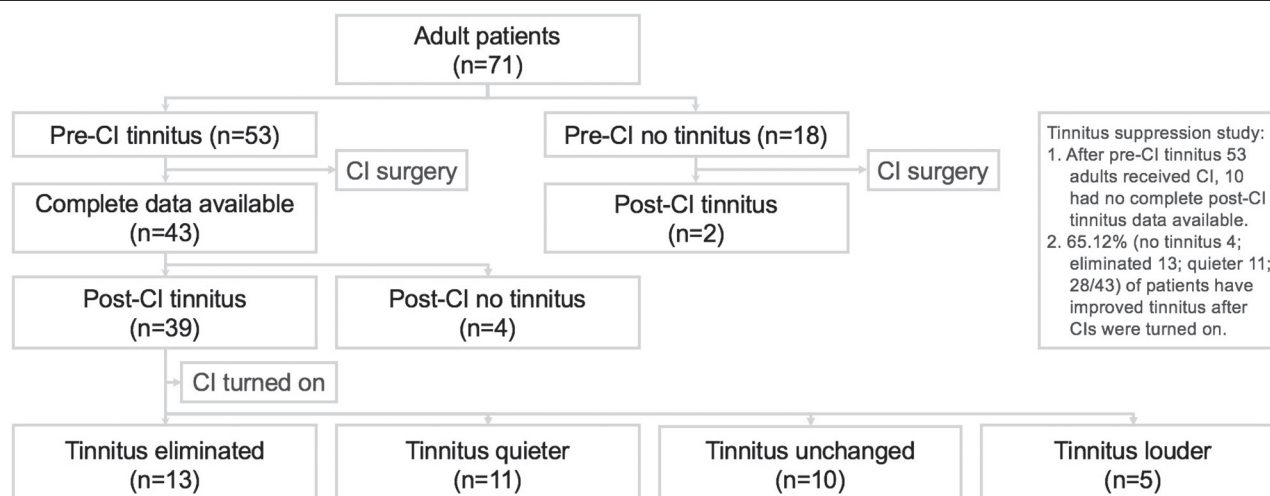 Adult patients
(n=71)
Pre-CI tinnitus (n=53)
Pre-CI no tinnitus (n=18)
CI surgery
CI surgery
Complete data available
(n=43)
Post-CI tinnitus
(n=2)
Post-CI tinnitus
(n=39)
Post-CI no tinnitus
(n=4)
CI turned on
Tinnitus eliminated
(n=13)
Tinnitus quieter
(n=11)
Tinnitus unchanged
(n=10)
Tinnitus louder
(n=5)
Tinnitus suppression study:
1. After pre-CI tinnitus 53
adults received CI, 10
had no complete post-CI
tinnitus data available.
2. 65.12% (no tinnitus 4;
eliminated 13; quieter 11;
28/43) of patients have
improved tinnitus after
CIs were turned on.